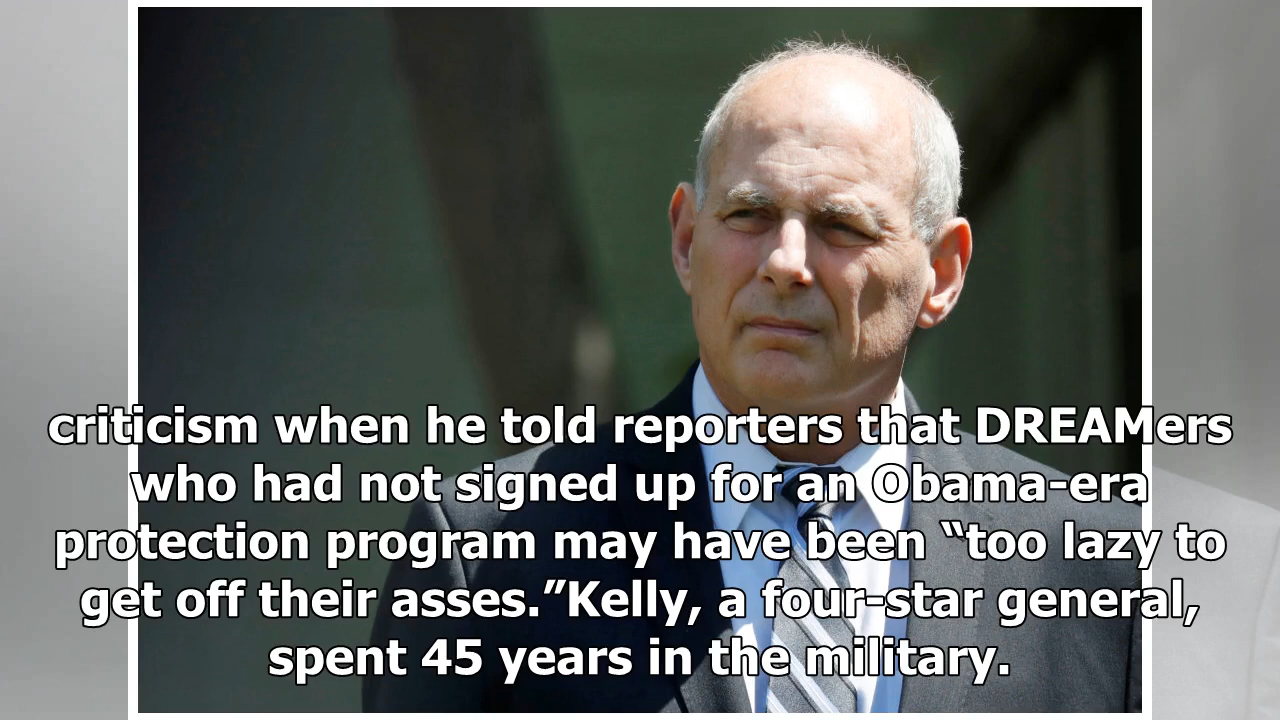 criticism when he told reporters that DREAMers
who had not signed up for an Obama-era
protection program may have been “too lazy to
get off their asses.”Kelly, a four-star general,
spent 45 years in the military.